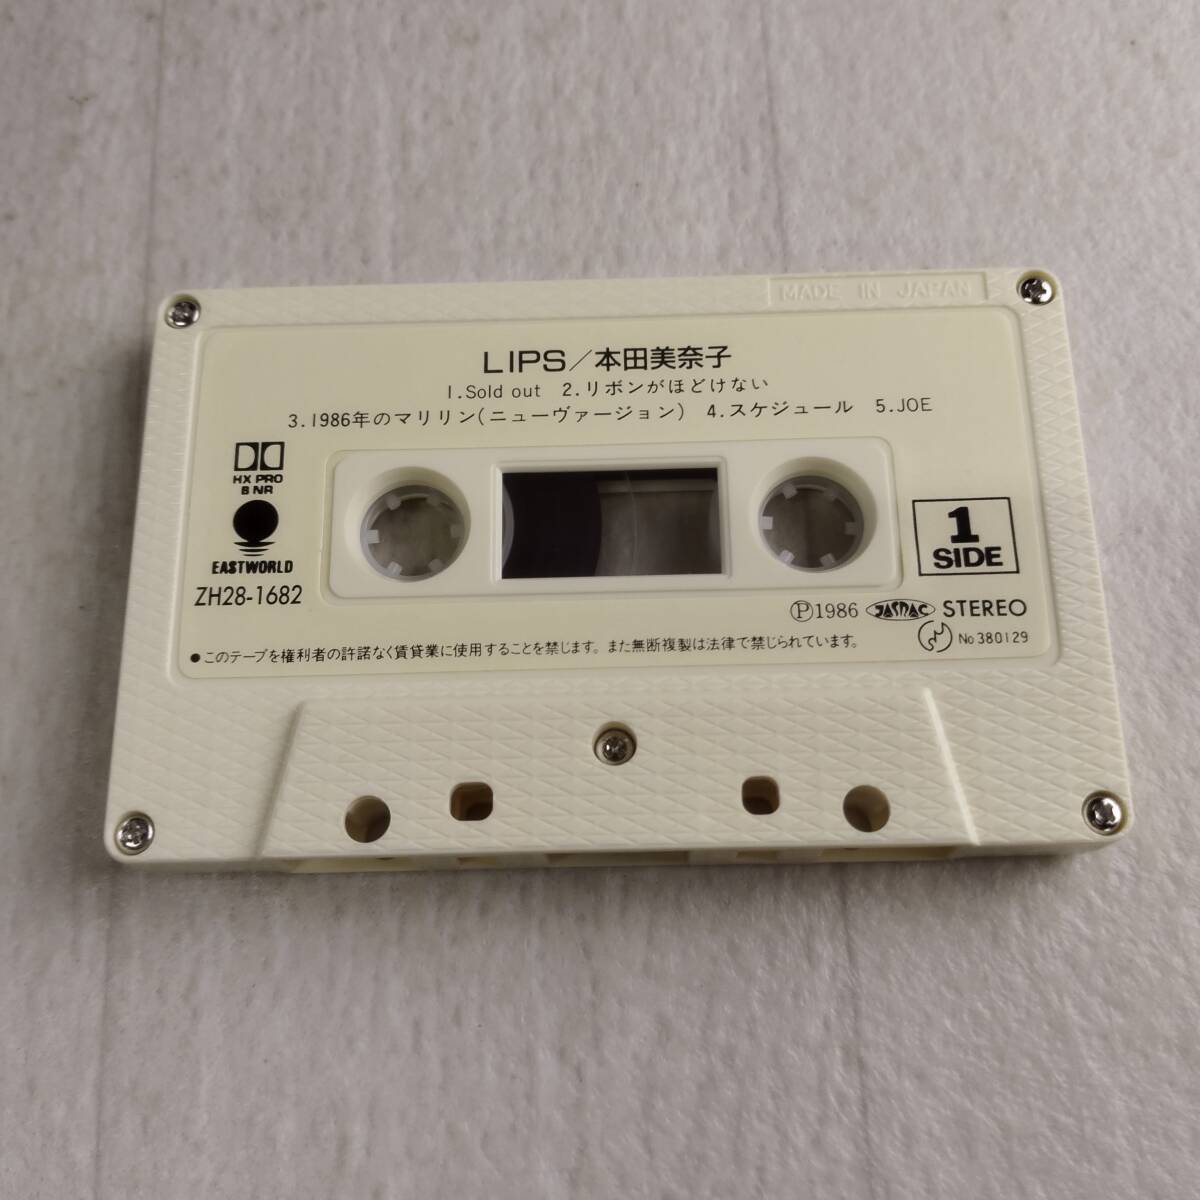 MADE IN JAPAN
LIPS/本田美奈子
1.Sold out 2.リボンがほどけない
3.1986年のマリリン(ニューヴァージョン) 4.スケジュール 5.JOE
HX PRO
B NR
EASTWORLD
ZH28-1682
1
SIDE
Ⓟ1986 JASRAC STEREO
No380129
●このテープを権利者の許諾なく賃貸業に使用することを禁じます。また無断複製は法律で禁じられています。